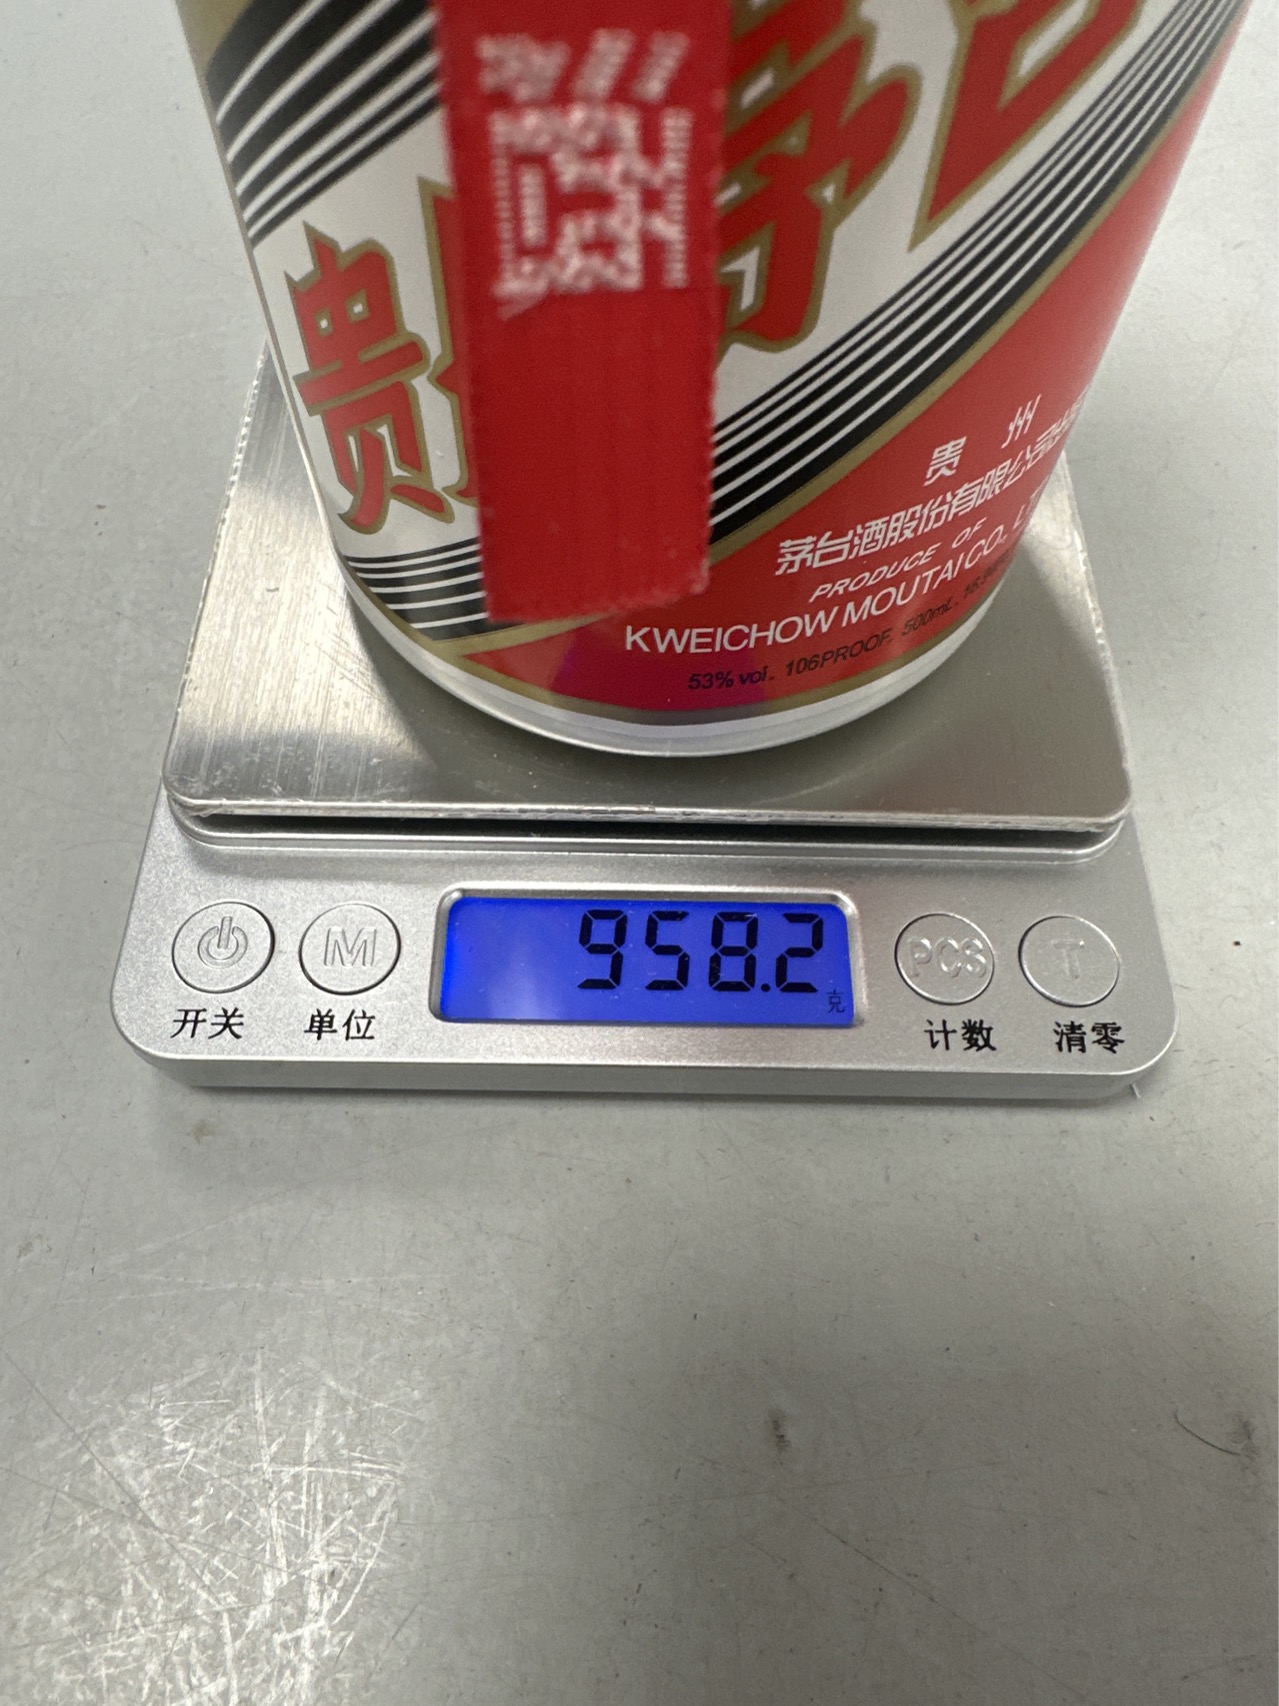 贵
贵 州
茅台酒股份有限公司
PRODUCE OF
KWEICHOW MOUTAI CO.,
53% vol. 106PROOF. 500mL.
958.2
克
M
PCS
T
开关
单位
计数
清零